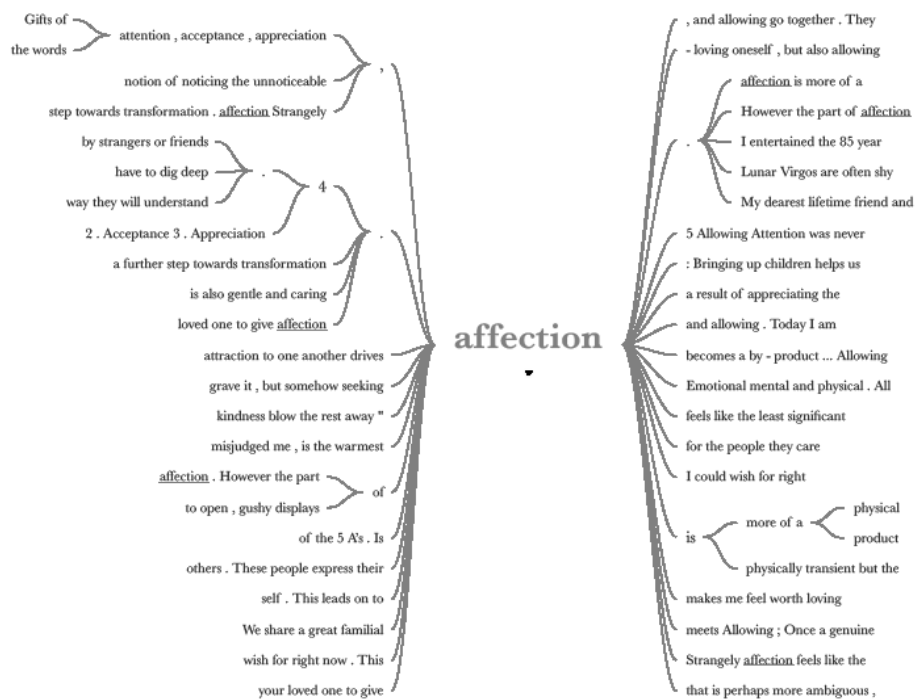 Gifts of
the words
attention , acceptance , appreciation
,
notion of noticing the unnoticeable
step towards transformation . affection Strangely
by strangers or friends
have to dig deep
.
way they will understand
4
2 . Acceptance 3 . Appreciation
.
a further step towards transformation
is also gentle and caring
loved one to give affection
attraction to one another drives
grave it , but somehow seeking
kindness blow the rest away "
misjudged me , is the warmest
affection . However the part
of
to open , gushy displays
of the 5 A's . Is
others . These people express their
self . This leads on to
We share a great familial
wish for right now . This
your loved one to give
affection
, and allowing go together . They
- loving oneself , but also allowing
.
affection is more of a
However the part of affection
I entertained the 85 year
Lunar Virgos are often shy
My dearest lifetime friend and
5 Allowing Attention was never
: Bringing up children helps us
a result of appreciating the
and allowing . Today I am
becomes a by - product ... Allowing
Emotional mental and physical . All
feels like the least significant
for the people they care
I could wish for right
is
more of a
physical
product
physically transient but the
makes me feel worth loving
meets Allowing ; Once a genuine
Strangely affection feels like the
that is perhaps more ambiguous ,